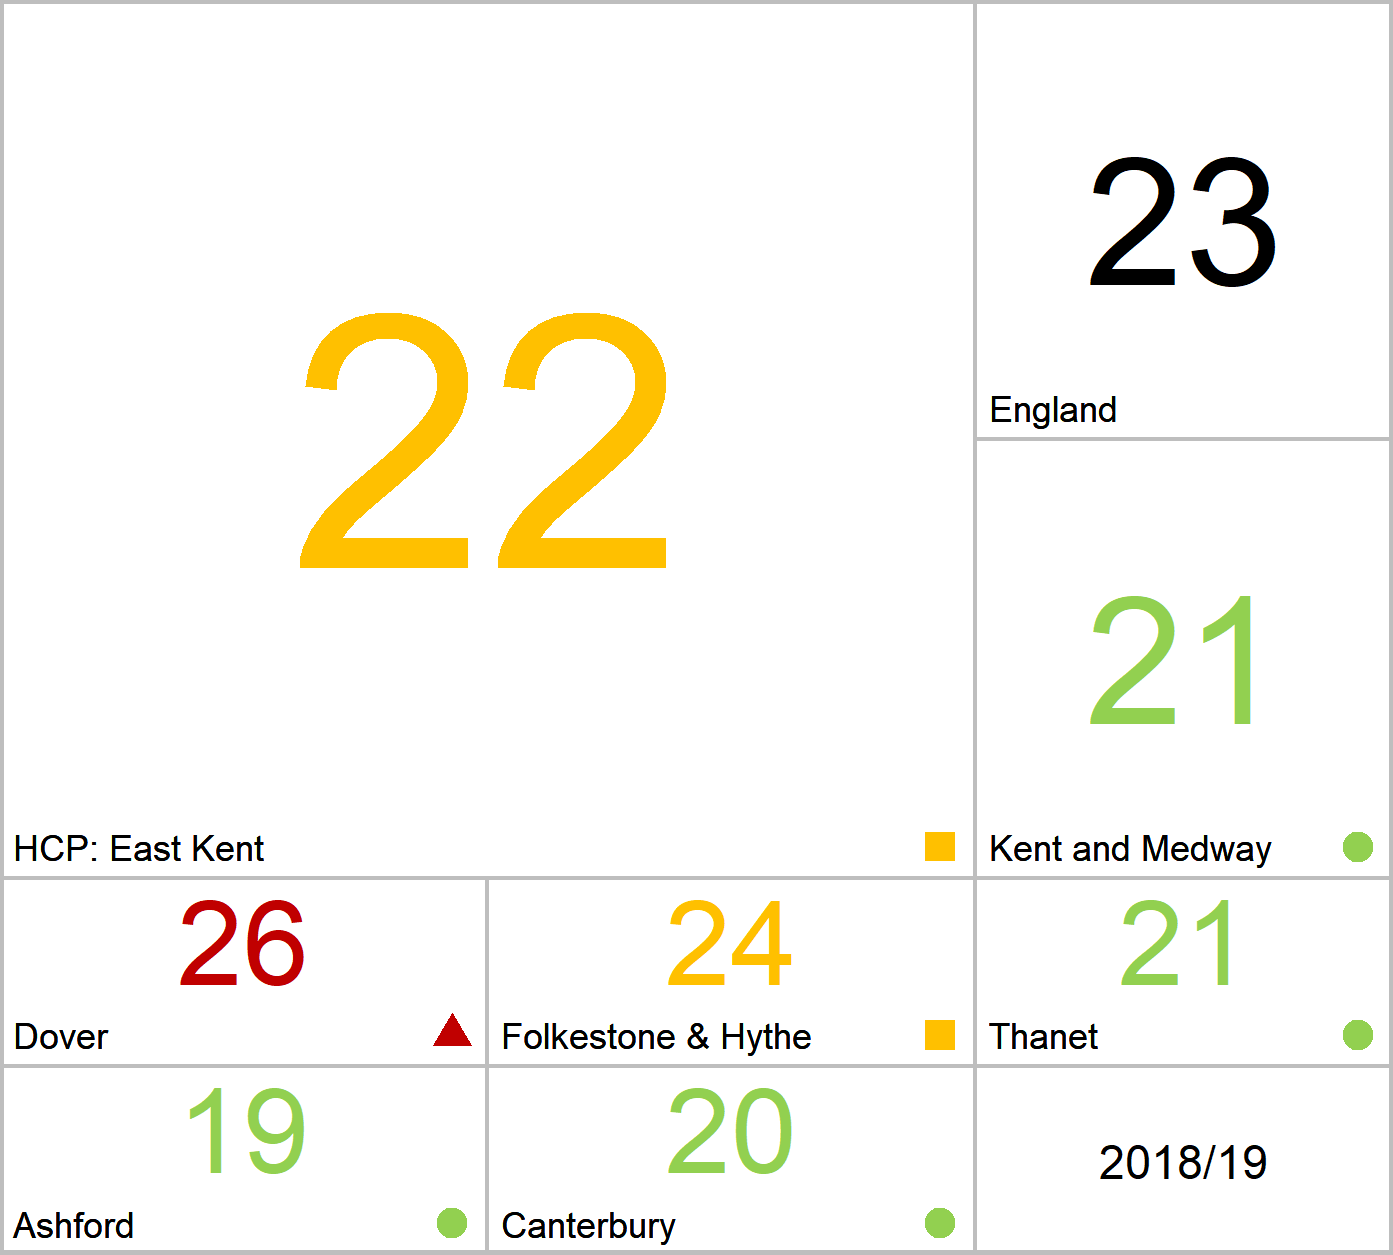 22
HCP: East Kent
23
England
21
Kent and Medway
26
Dover
24
Folkestone & Hythe
21
Thanet
19
Ashford
20
Canterbury
2018/19